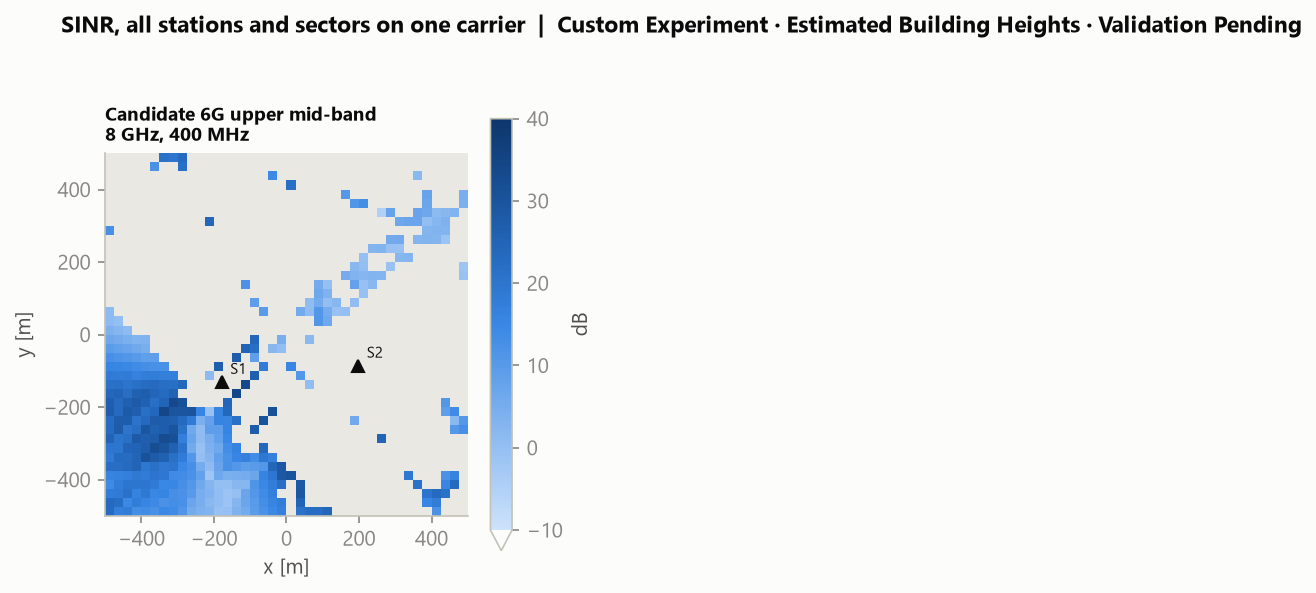 SINR, all stations and sectors on one carrier | Custom Experiment · Estimated Building Heights · Validation Pending
Candidate 6G upper mid-band
8 GHz, 400 MHz
400
200
0
−200
−400
y [m]
S1
S2
−400 −200 0 200 400
x [m]
40
30
20
10
0
−10
dB